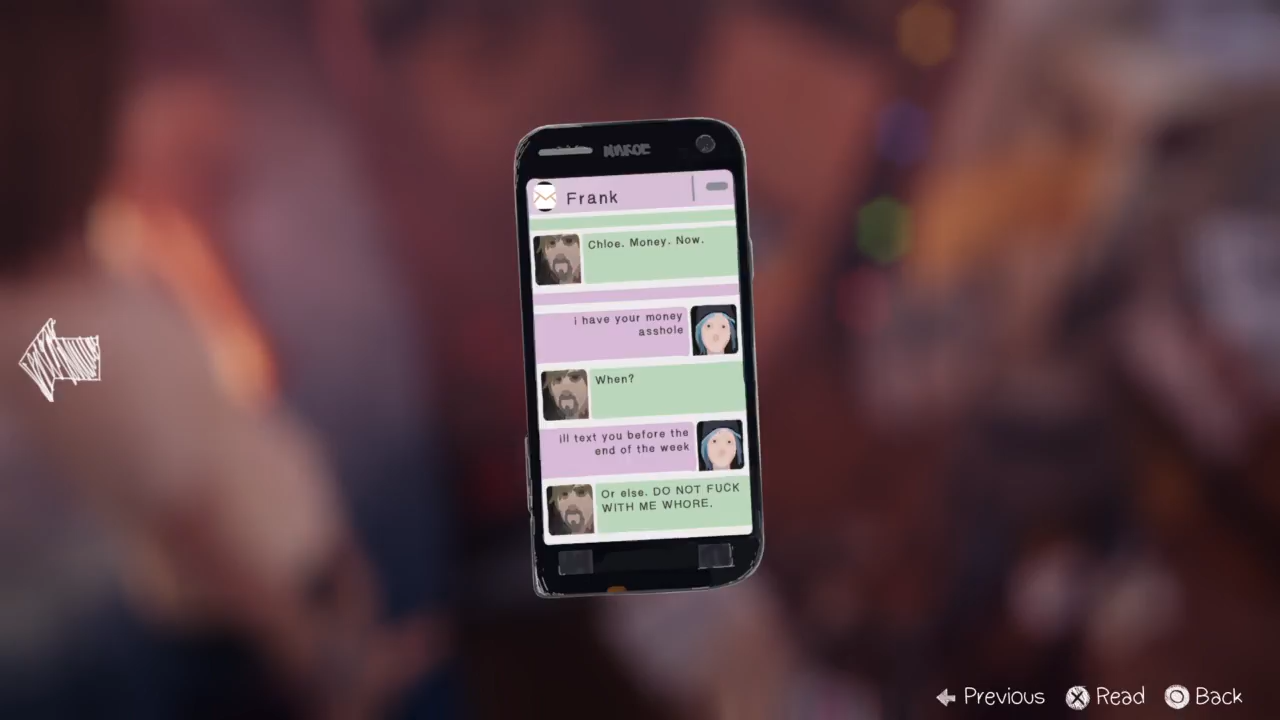 Frank
Chloe. Money. Now.
i have your money
asshole
When?
ill text you before the
end of the week
Or else. DO NOT FUCK
WITH ME WHORE.
Previous
Read
Back